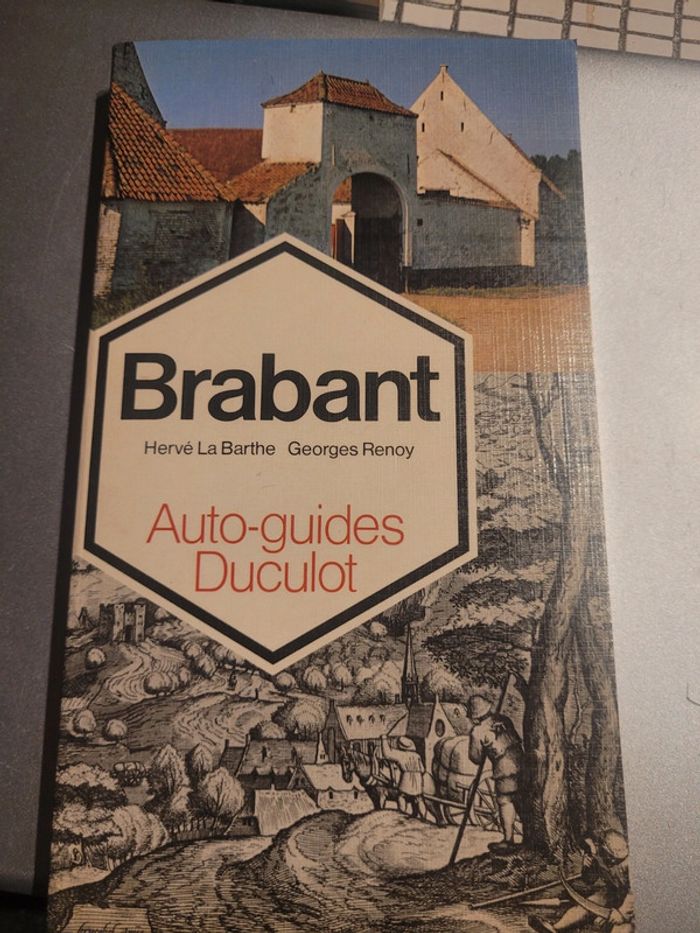 Brabant
Hervé La Barthe Georges Renoy
Auto-guides
Duculot